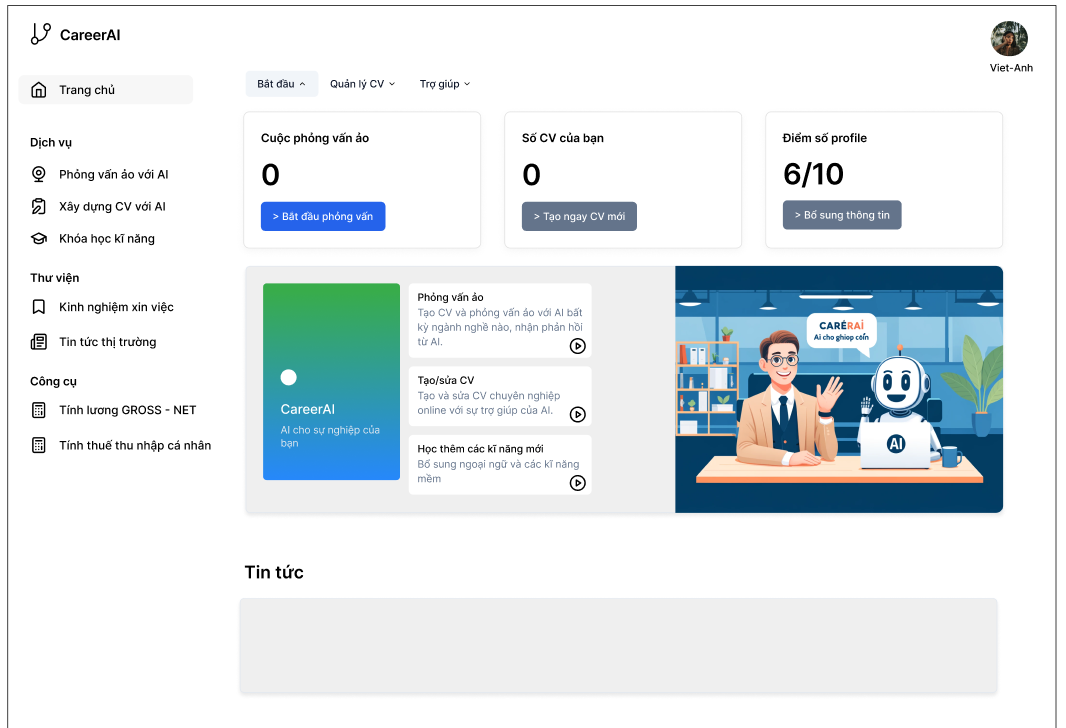 CareerAI
Viet-Anh
Trang chủ
Dịch vụ
Phỏng vấn ảo với AI
Xây dựng CV với AI
Khóa học kĩ năng
Thư viện
Kinh nghiệm xin việc
Tin tức thị trường
Công cụ
Tính lương GROSS - NET
Tính thuế thu nhập cá nhân
Bắt đầu
Quản lý CV
Trợ giúp
Cuộc phỏng vấn ảo
0
> Bắt đầu phỏng vấn
Số CV của bạn
0
> Tạo ngay CV mới
Điểm số profile
6/10
> Bổ sung thông tin
CareerAI
AI cho sự nghiệp của
bạn
Phỏng vấn ảo
Tạo CV và phỏng vấn ảo với AI bất
kỳ ngành nghề nào, nhận phản hồi
từ AI.
Tạo/sửa CV
Tạo và sửa CV chuyên nghiệp
online với sự trợ giúp của AI.
Học thêm các kĩ năng mới
Bổ sung ngoại ngữ và các kĩ năng
mềm
CARÉRAİ
Ai cho ghiop cốn
AI
Tin tức